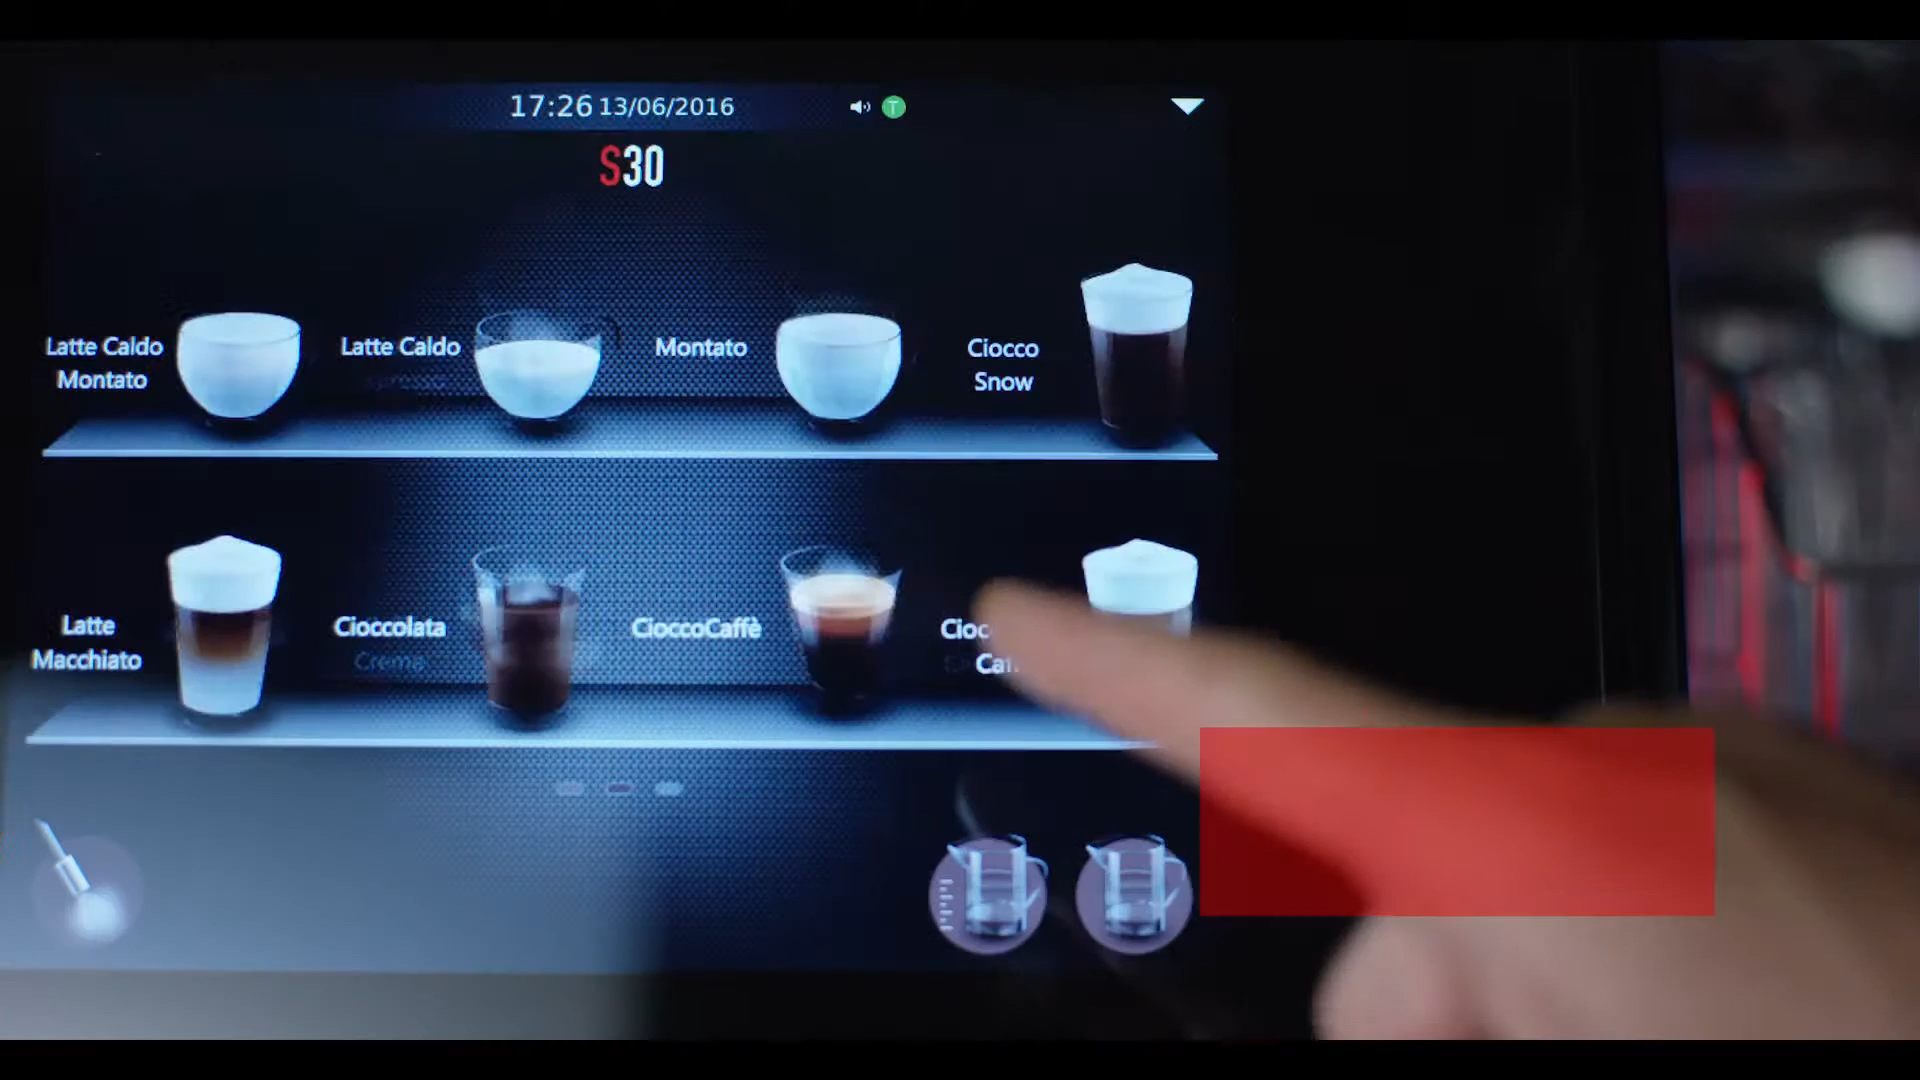 17:26 13/06/2016
S30
Latte Caldo
Montato
Latte Caldo
Montato
Ciocco
Snow
Latte
Macchiato
Cioccolata
Crema
CioccoCaffè